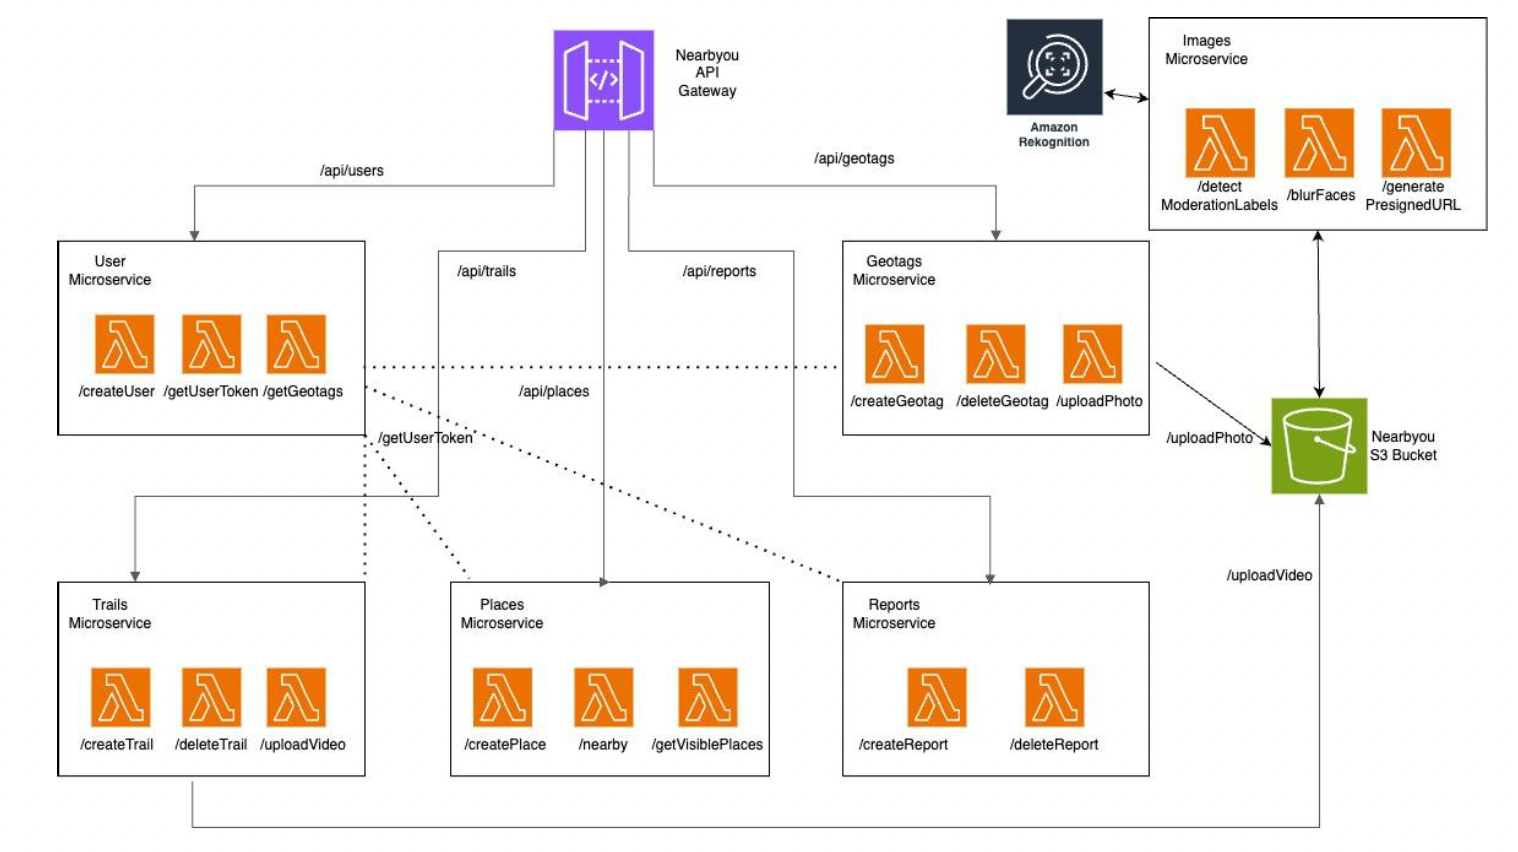 Nearbyou
API
Gateway
Amazon
Rekognition
Images
Microservice
/detect
ModerationLabels
/blurFaces
/generate
PresignedURL
/api/users
/api/geotags
/api/trails
/api/reports
/api/places
User
Microservice
/createUser
/getUserToken
/getGeotags
Geotags
Microservice
/createGeotag
/deleteGeotag
/uploadPhoto
/getUserToken
/uploadPhoto
Nearbyou
S3 Bucket
/uploadVideo
Trails
Microservice
/createTrail
/deleteTrail
/uploadVideo
Places
Microservice
/createPlace
/nearby
/getVisiblePlaces
Reports
Microservice
/createReport
/deleteReport